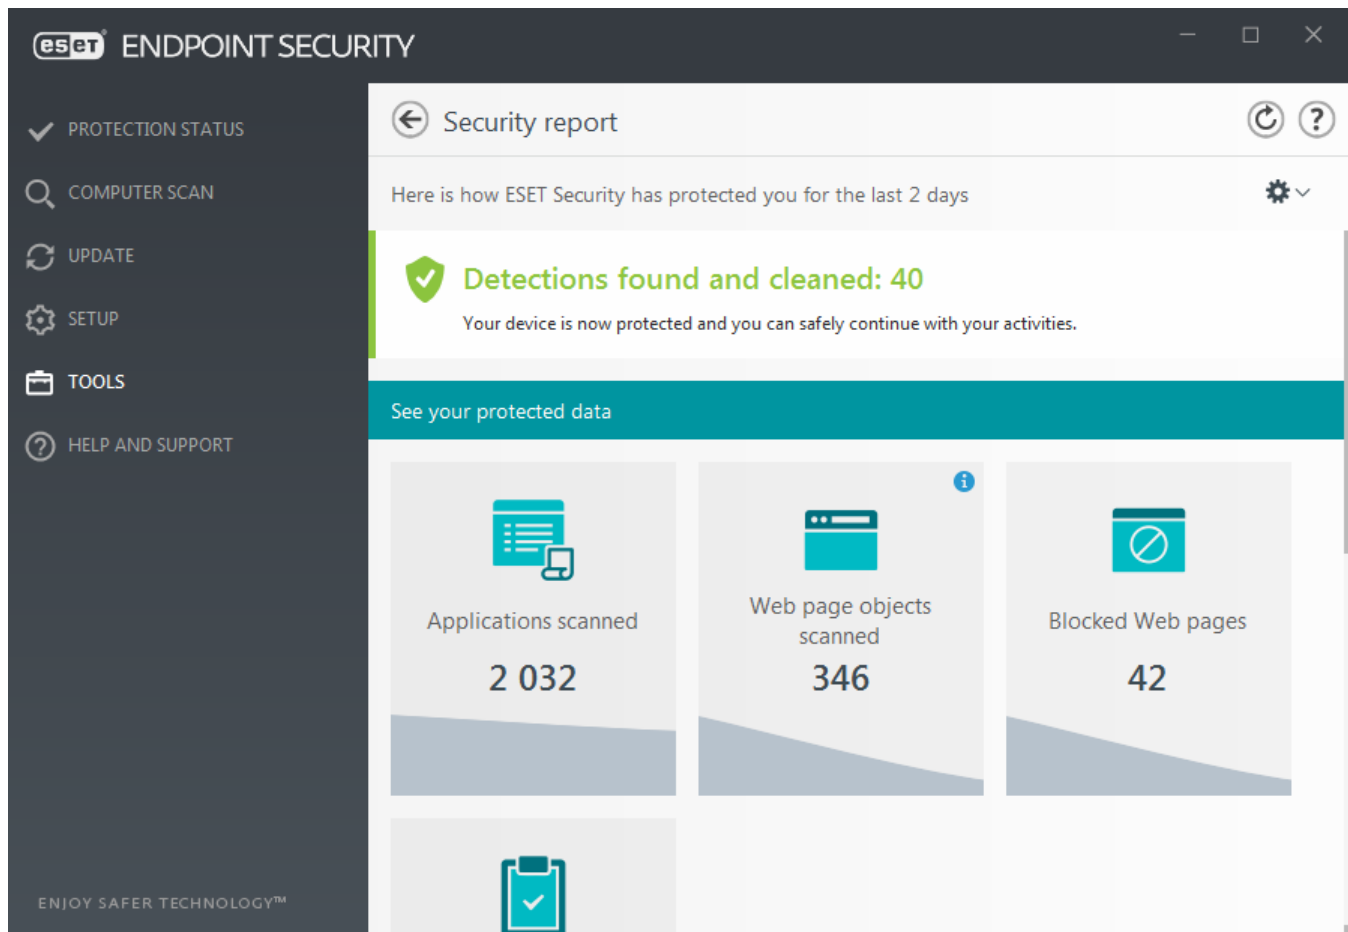 eset ENDPOINT SECURITY
PROTECTION STATUS
COMPUTER SCAN
UPDATE
SETUP
TOOLS
HELP AND SUPPORT
ENJOY SAFER TECHNOLOGY™
Security report
Here is how ESET Security has protected you for the last 2 days
Detections found and cleaned: 40
Your device is now protected and you can safely continue with your activities.
See your protected data
Applications scanned
2 032
Web page objects
scanned
346
Blocked Web pages
42